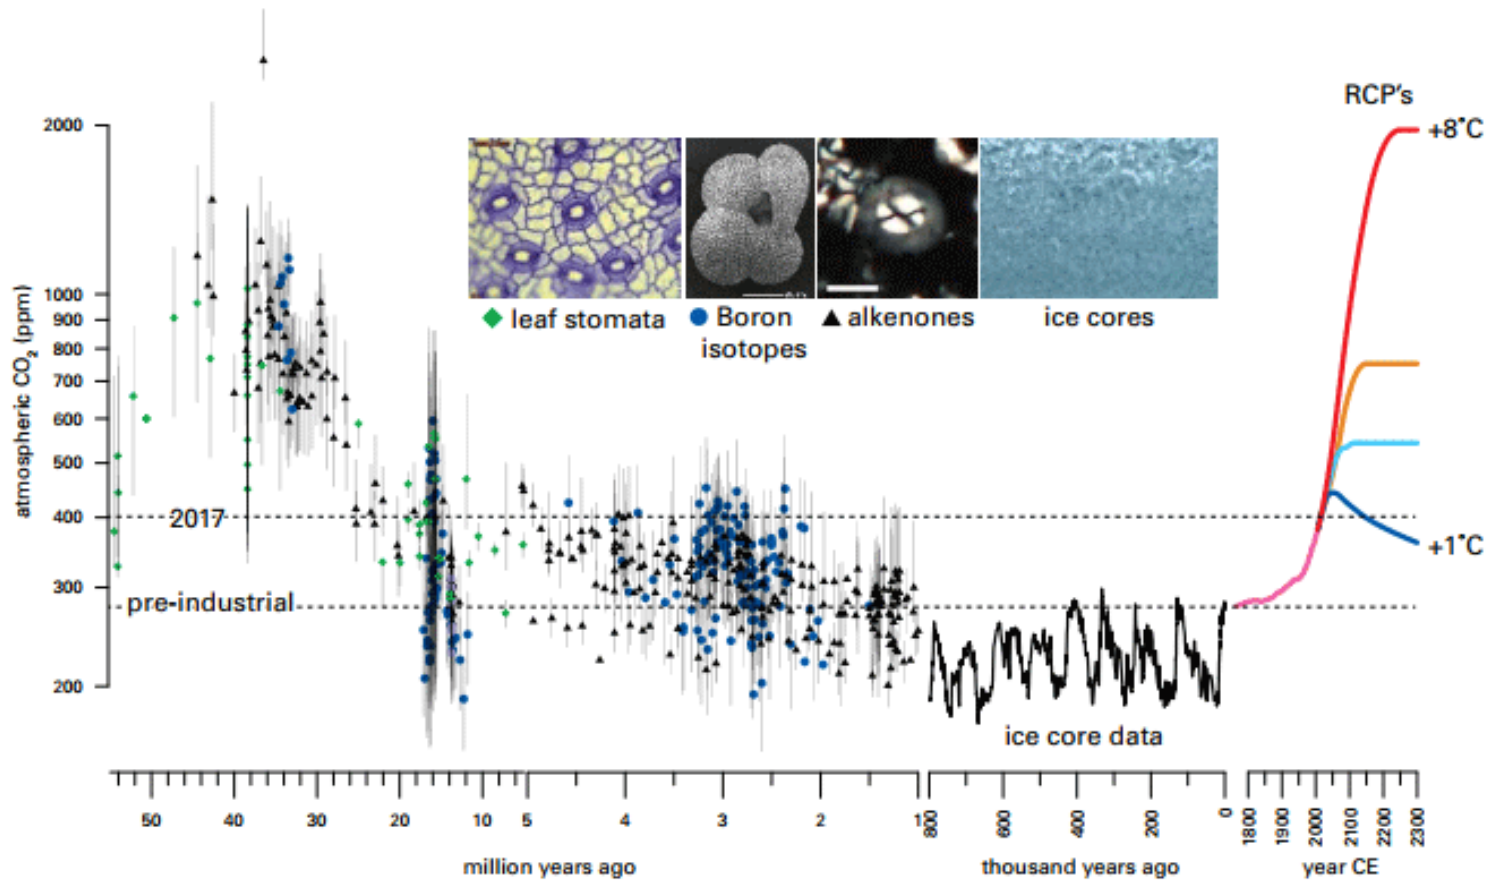 RCP's
+8°C
2000
1000
900
800
700
600
500
400
300
200
atmospheric CO₂ (ppm)
leaf stomata
Boron
isotopes
alkenones
ice cores
2017
+1°C
pre-industrial
ice core data
50 40 30 20 10 5 4 3 2 1
800 600 400 200 0
1800 1900 2000 2100 2200 2300
million years ago
thousand years ago
year CE